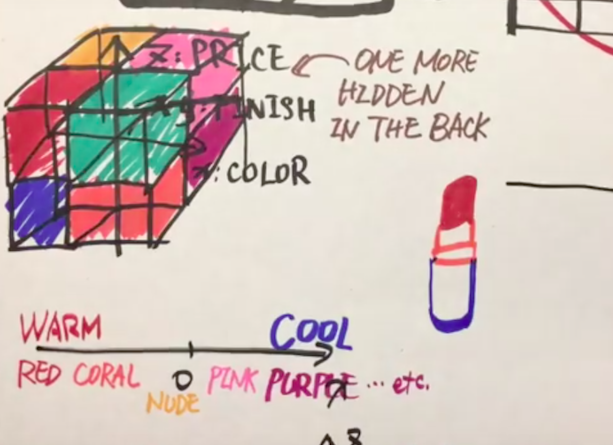 Z: PRICE
y: FINISH
x: COLOR
ONE MORE
HIDDEN
IN THE BACK
WARM COOL
RED CORAL 0 PINK PURPLE ... etc.
NUDE